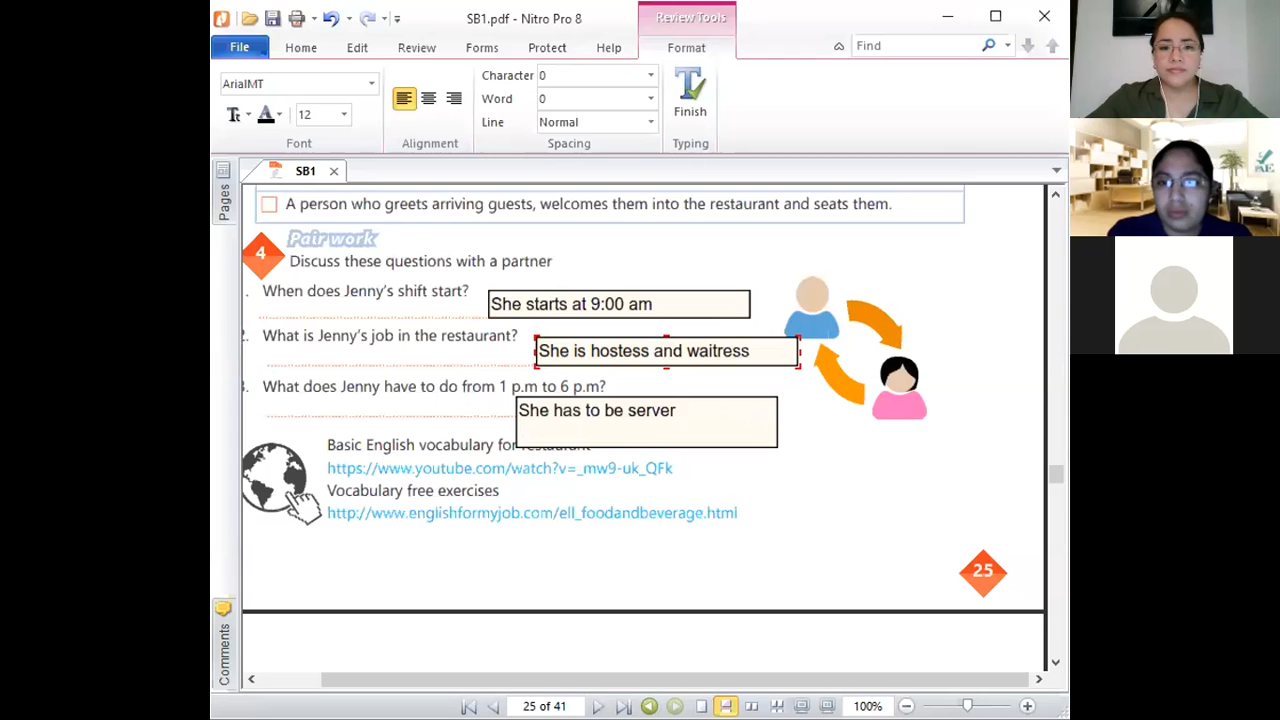 SB1.pdf - Nitro Pro 8
Review Tools
File
Home
Edit
Review
Forms
Protect
Help
Format
Find
ArialMT
12
Character 0
Word 0
Line Normal
Finish
Font
Alignment
Spacing
Typing
SB1
Pages
A person who greets arriving guests, welcomes them into the restaurant and seats them.
4
Pair work
Discuss these questions with a partner
When does Jenny's shift start?
She starts at 9:00 am
2. What is Jenny's job in the restaurant?
She is hostess and waitress
3. What does Jenny have to do from 1 p.m to 6 p.m?
She has to be server
Basic English vocabulary for restaurant
https://www.youtube.com/watch?v=_mw9-uk_QFk
Vocabulary free exercises
http://www.englishformyjob.com/ell_foodandbeverage.html
25
Comments
25 of 41
100%